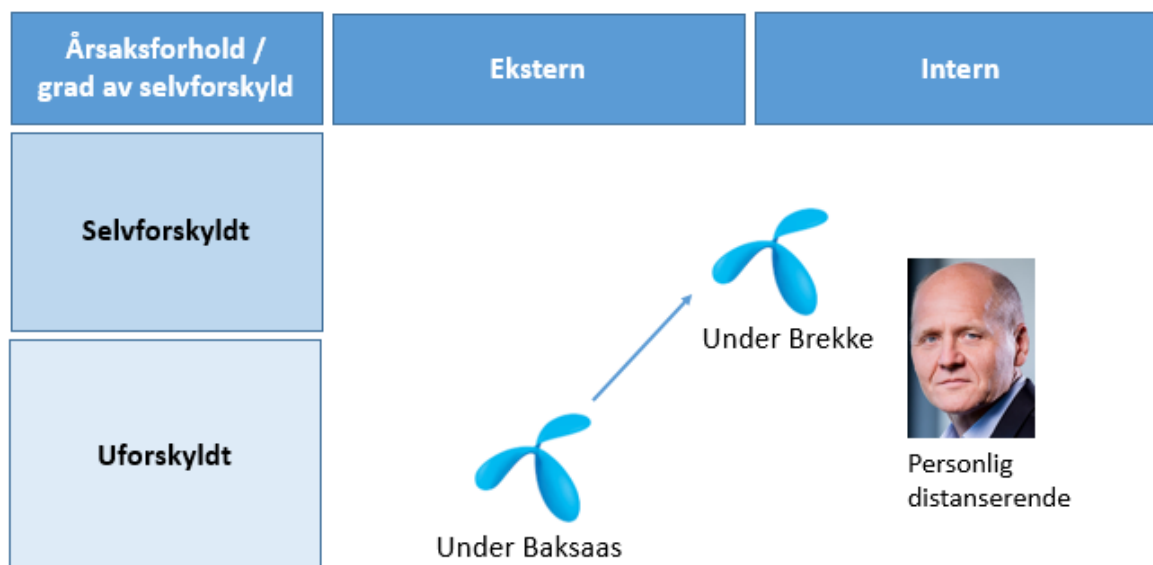 Årsaksforhold /
grad av selvforskyld
Ekstern
Intern
Selvforskyldt
Under Brekke
Uforskyldt
Personlig
distanserende
Under Baksaas